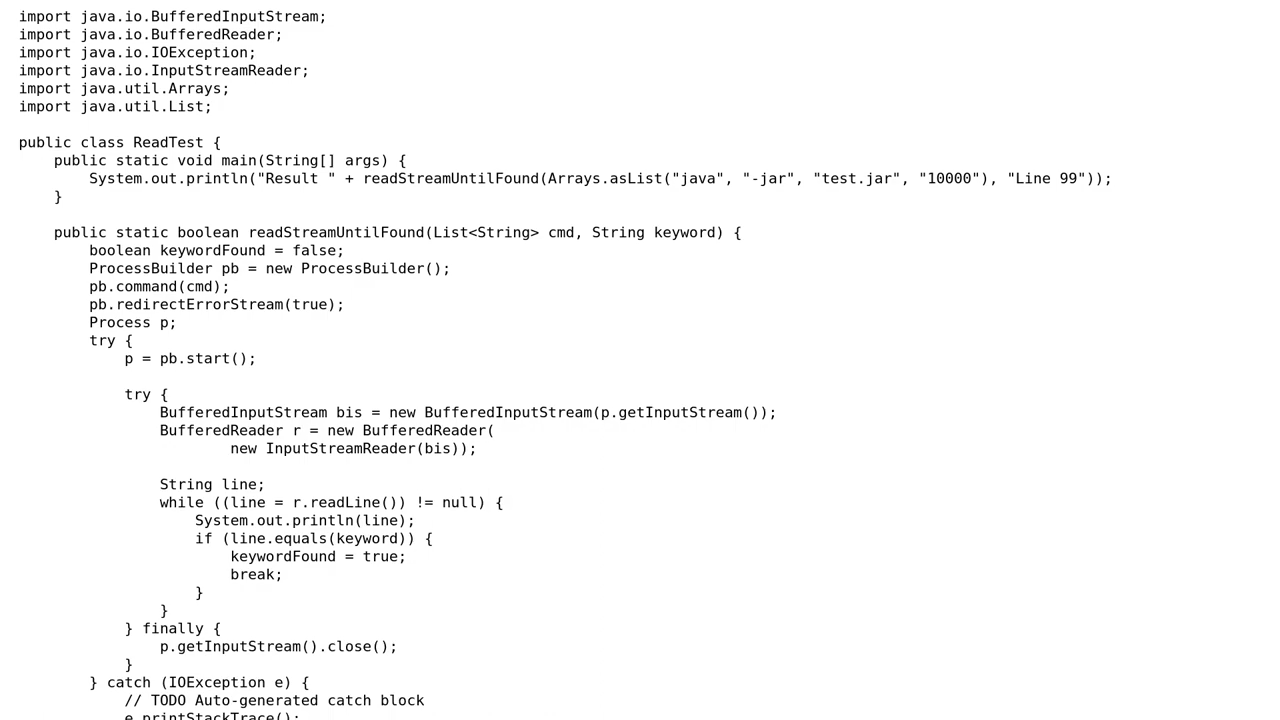 import java.io.BufferedInputStream;
import java.io.BufferedReader;
import java.io.IOException;
import java.io.InputStreamReader;
import java.util.Arrays;
import java.util.List;

public class ReadTest {
    public static void main(String[] args) {
        System.out.println("Result " + readStreamUntilFound(Arrays.asList("java", "-jar", "test.jar", "10000"), "Line 99"));
    }

    public static boolean readStreamUntilFound(List<String> cmd, String keyword) {
        boolean keywordFound = false;
        ProcessBuilder pb = new ProcessBuilder();
        pb.command(cmd);
        pb.redirectErrorStream(true);
        Process p;
        try {
            p = pb.start();

            try {
                BufferedInputStream bis = new BufferedInputStream(p.getInputStream());
                BufferedReader r = new BufferedReader(
                        new InputStreamReader(bis));

                String line;
                while ((line = r.readLine()) != null) {
                    System.out.println(line);
                    if (line.equals(keyword)) {
                        keywordFound = true;
                        break;
                    }
                }
            } finally {
                p.getInputStream().close();
            }
        } catch (IOException e) {
            // TODO Auto-generated catch block
            e.printStackTrace();